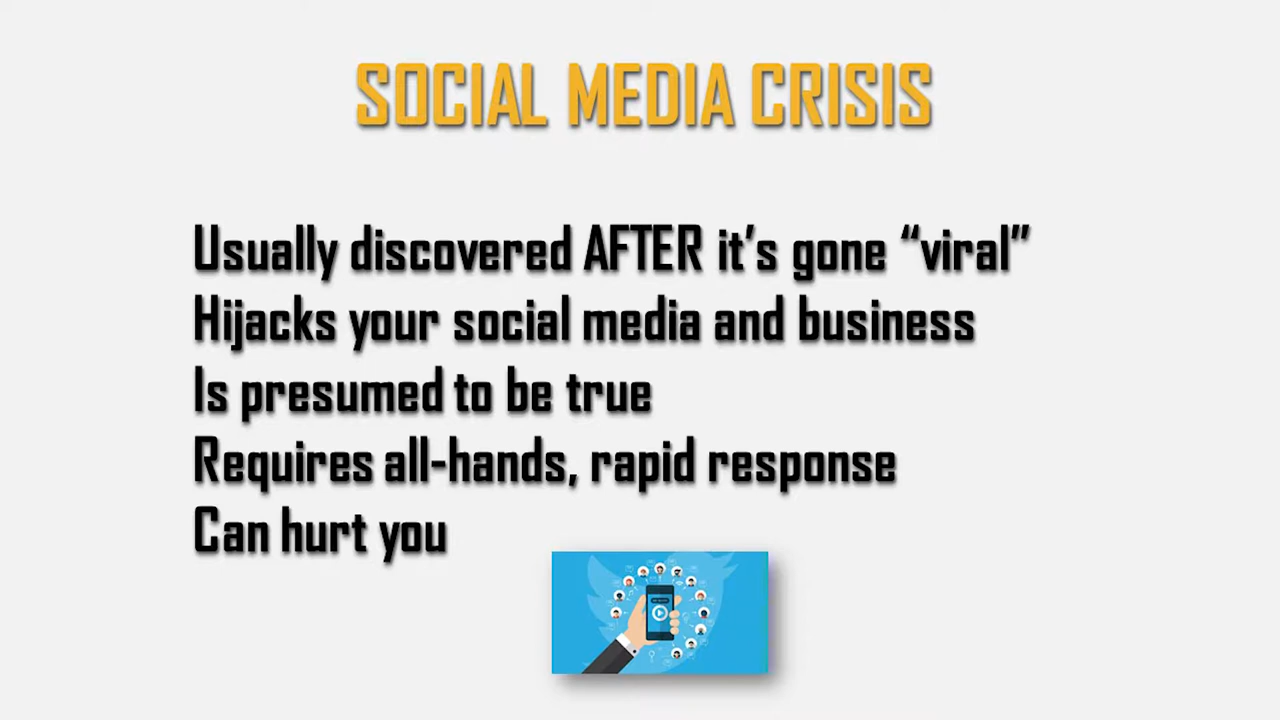 SOCIAL MEDIA CRISIS
Usually discovered AFTER it’s gone “viral”
Hijacks your social media and business
Is presumed to be true
Requires all-hands, rapid response
Can hurt you